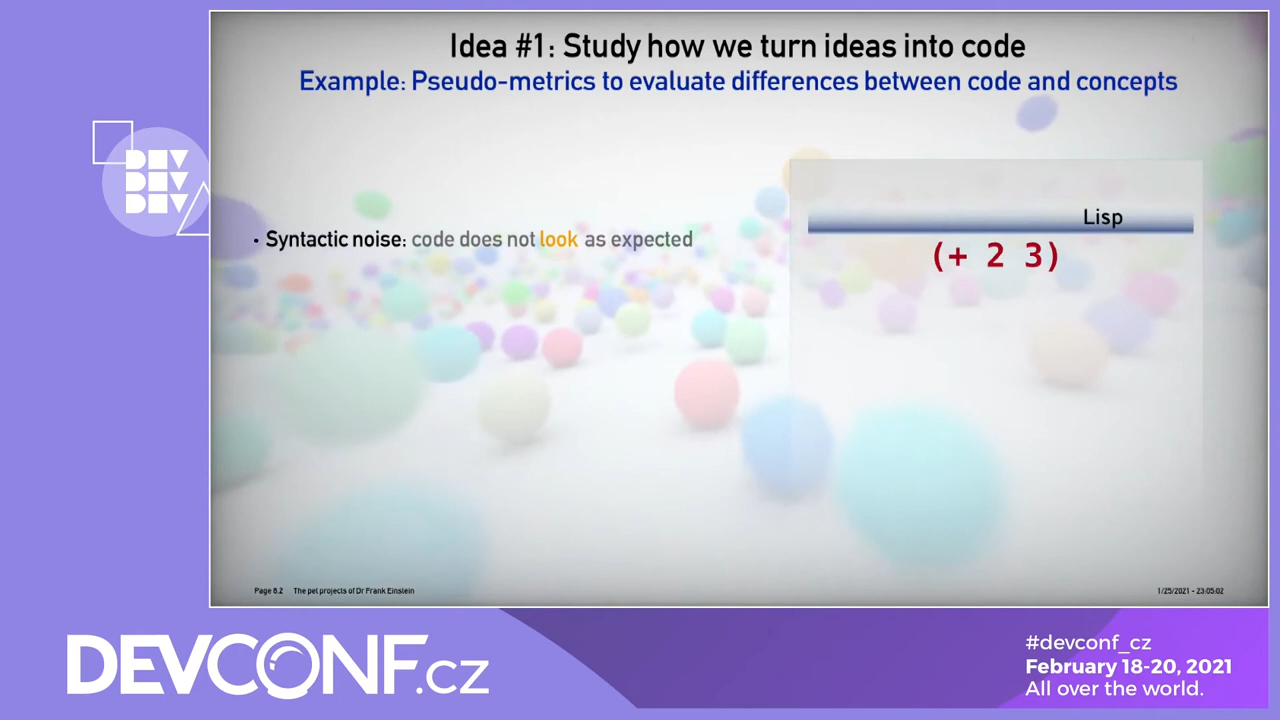 Idea #1: Study how we turn ideas into code
Example: Pseudo-metrics to evaluate differences between code and concepts
DEV
DEV
DEV
• Syntactic noise: code does not look as expected
Lisp
(+ 2 3)
Page 8.2 The pet projects of Dr Frank Einstein
1/25/2021 - 23:05:02
DEVCONF.cz
#devconf_cz
February 18-20, 2021
All over the world.